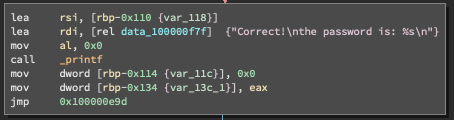 lea rsi, [rbp-0x110 {var_118}]
lea rdi, [rel data_100000f7f] {"Correct!\nthe password is: %s\n"}
mov al, 0x0
call _printf
mov dword [rbp-0x114 {var_11c}], 0x0
mov dword [rbp-0x134 {var_13c_1}], eax
jmp 0x100000e9d